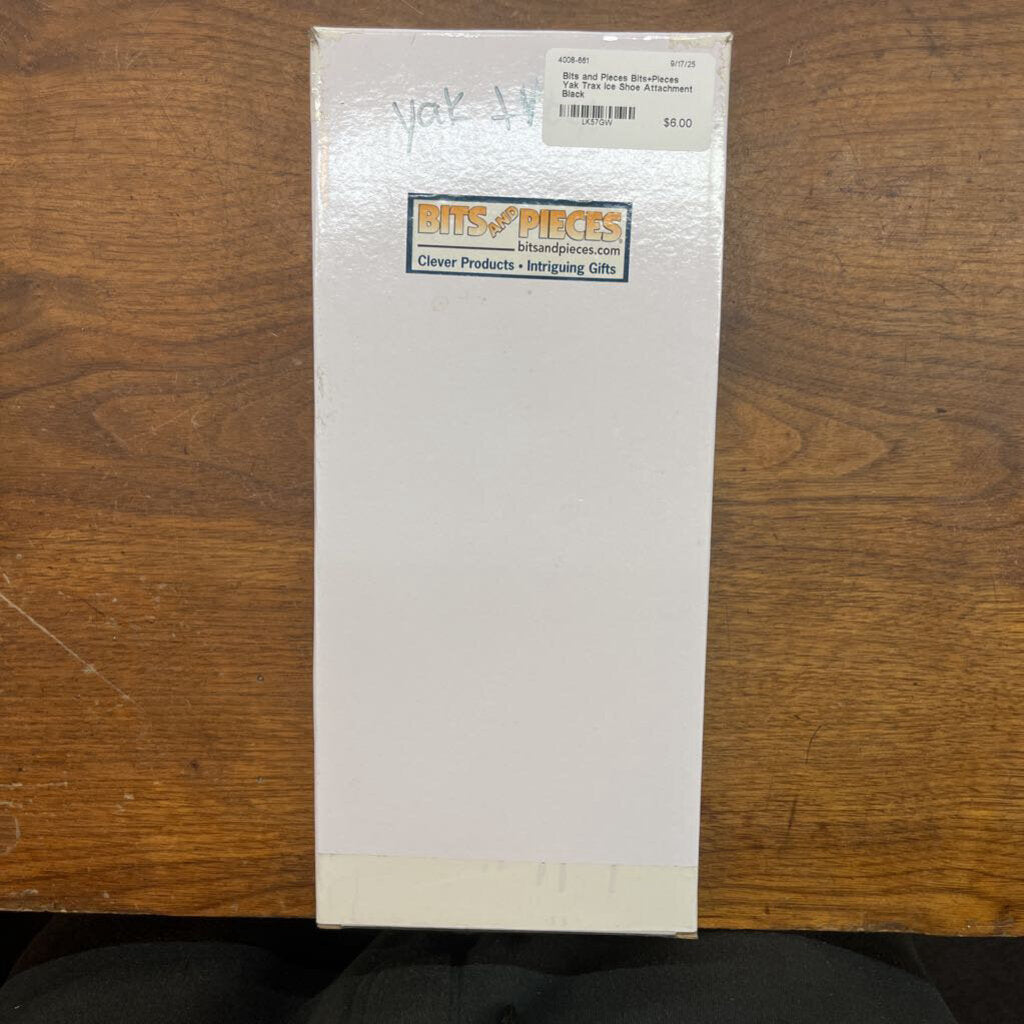 4008-661 9/17/25
Bits and Pieces Bits+Pieces
Yak Trax Ice Shoe Attachment
Black
LK57GW
$6.00
yak
BITS AND PIECES
bitsandpieces.com
Clever Products • Intriguing Gifts